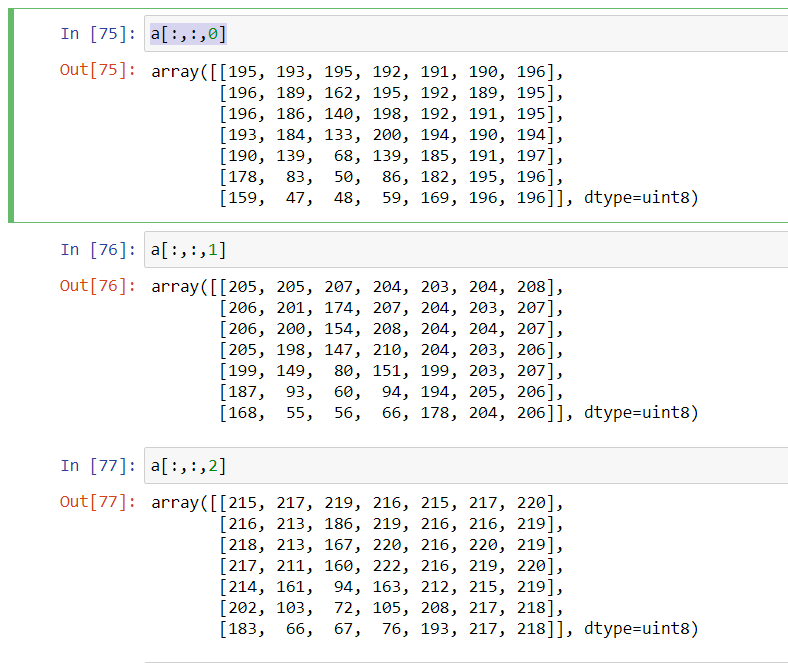 In [75]: a[:,:,0]
Out[75]: array([[195, 193, 195, 192, 191, 190, 196],
[196, 189, 162, 195, 192, 189, 195],
[196, 186, 140, 198, 192, 191, 195],
[193, 184, 133, 200, 194, 190, 194],
[190, 139,  68, 139, 185, 191, 197],
[178,  83,  50,  86, 182, 195, 196],
[159,  47,  48,  59, 169, 196, 196]], dtype=uint8)
In [76]: a[:,:,1]
Out[76]: array([[205, 205, 207, 204, 203, 204, 208],
[206, 201, 174, 207, 204, 203, 207],
[206, 200, 154, 208, 204, 204, 207],
[205, 198, 147, 210, 204, 203, 206],
[199, 149,  80, 151, 199, 203, 207],
[187,  93,  60,  94, 194, 205, 206],
[168,  55,  56,  66, 178, 204, 206]], dtype=uint8)
In [77]: a[:,:,2]
Out[77]: array([[215, 217, 219, 216, 215, 217, 220],
[216, 213, 186, 219, 216, 216, 219],
[218, 213, 167, 220, 216, 220, 219],
[217, 211, 160, 222, 216, 219, 220],
[214, 161,  94, 163, 212, 215, 219],
[202, 103,  72, 105, 208, 217, 218],
[183,  66,  67,  76, 193, 217, 218]], dtype=uint8)